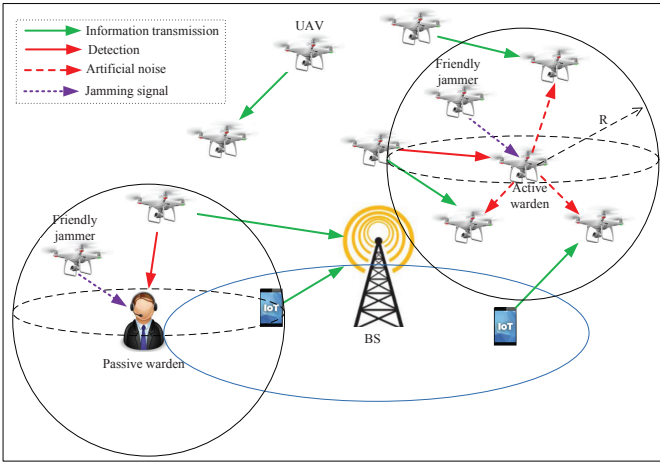 Information transmission
Detection
Artificial noise
Jamming signal
UAV
Friendly
jammer
R
Active
warden
Friendly
jammer
IoT
IoT
BS
Passive warden